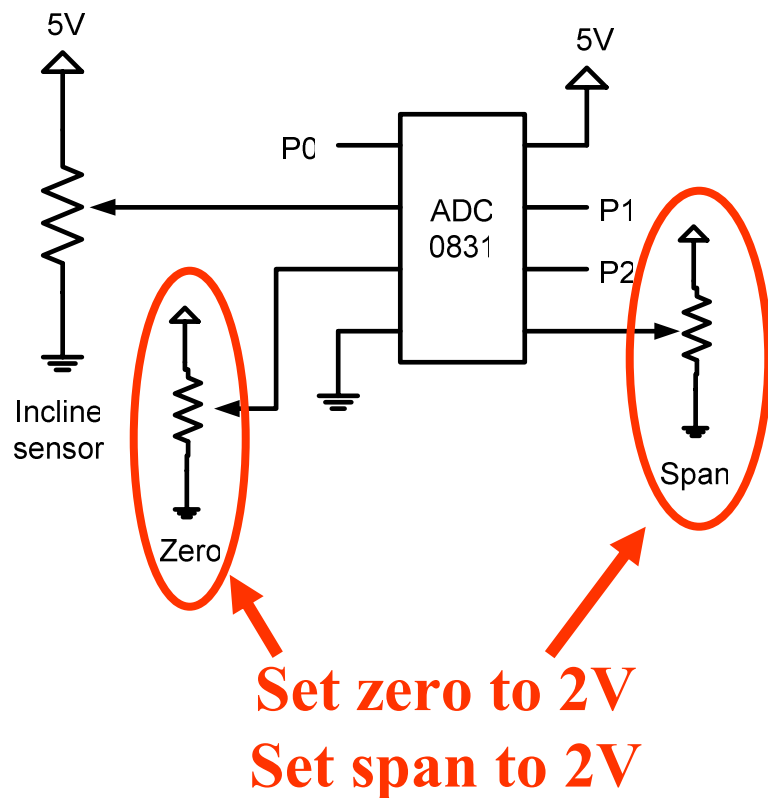 5V
5V
P0
ADC
0831
P1
P2
Incline
sensor
Span
Zero
Set zero to 2V
Set span to 2V